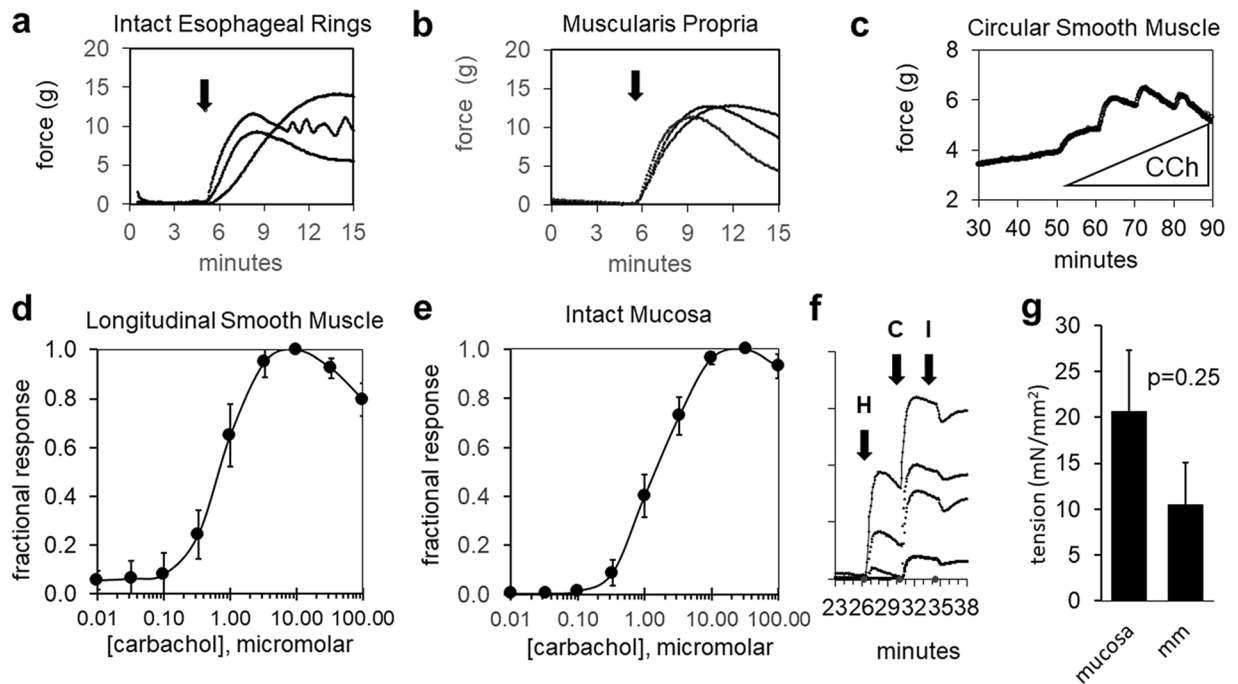 a Intact Esophageal Rings
force (g)
20
15
10
5
0
0 3 6 9 12 15
minutes
b Muscularis Propria
force (g)
20
15
10
5
0
0 3 6 9 12 15
minutes
c Circular Smooth Muscle
force (g)
8
6
4
2
CCh
30 40 50 60 70 80 90
minutes
d Longitudinal Smooth Muscle
fractional response
1.0
0.8
0.6
0.4
0.2
0.0
0.01 0.10 1.00 10.00 100.00
[carbachol], micromolar
e Intact Mucosa
fractional response
1.0
0.8
0.6
0.4
0.2
0.0
0.01 0.10 1.00 10.00 100.00
[carbachol], micromolar
f
C I
H
232629323538
minutes
g
tension (mN/mm²)
30
25
20
15
10
5
0
p=0.25
mucosa
mm